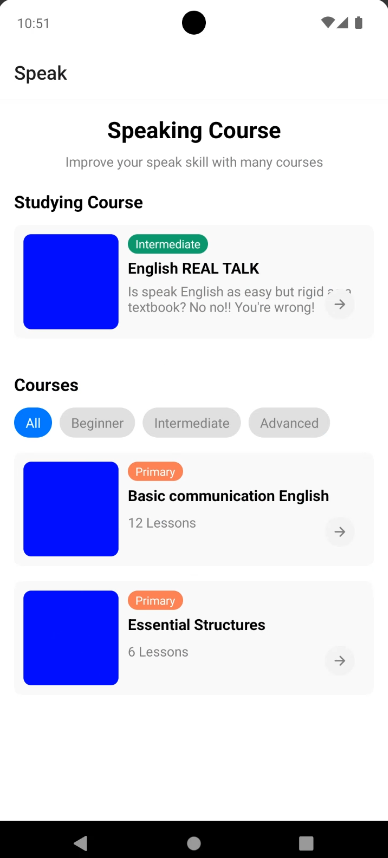 10:51
Speak
Speaking Course
Improve your speak skill with many courses
Studying Course
Intermediate
English REAL TALK
Is speak English as easy but rigid
textbook? No no!! You're wrong!
Courses
All Beginner Intermediate Advanced
Primary
Basic communication English
12 Lessons
Primary
Essential Structures
6 Lessons